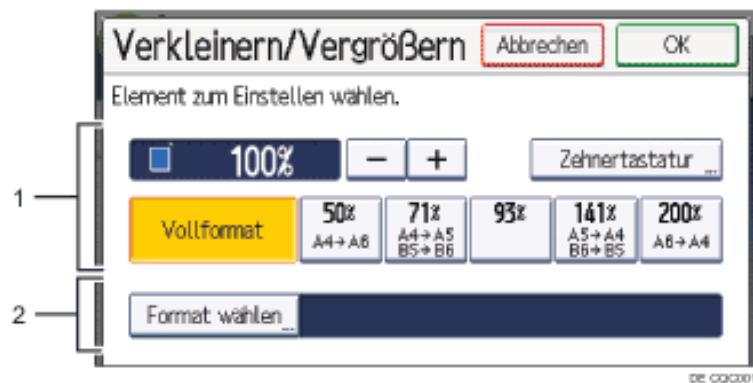 Verkleinern/Vergrößern Abbrechen OK
Element zum Einstellen wählen.
1
100% − + Zehnertastatur ...
Vollformat
50%
A4→A6
71%
A4→A5
B5→B6
93%
141%
A5→A4
B6→B5
200%
A6→A4
2
Format wählen ...